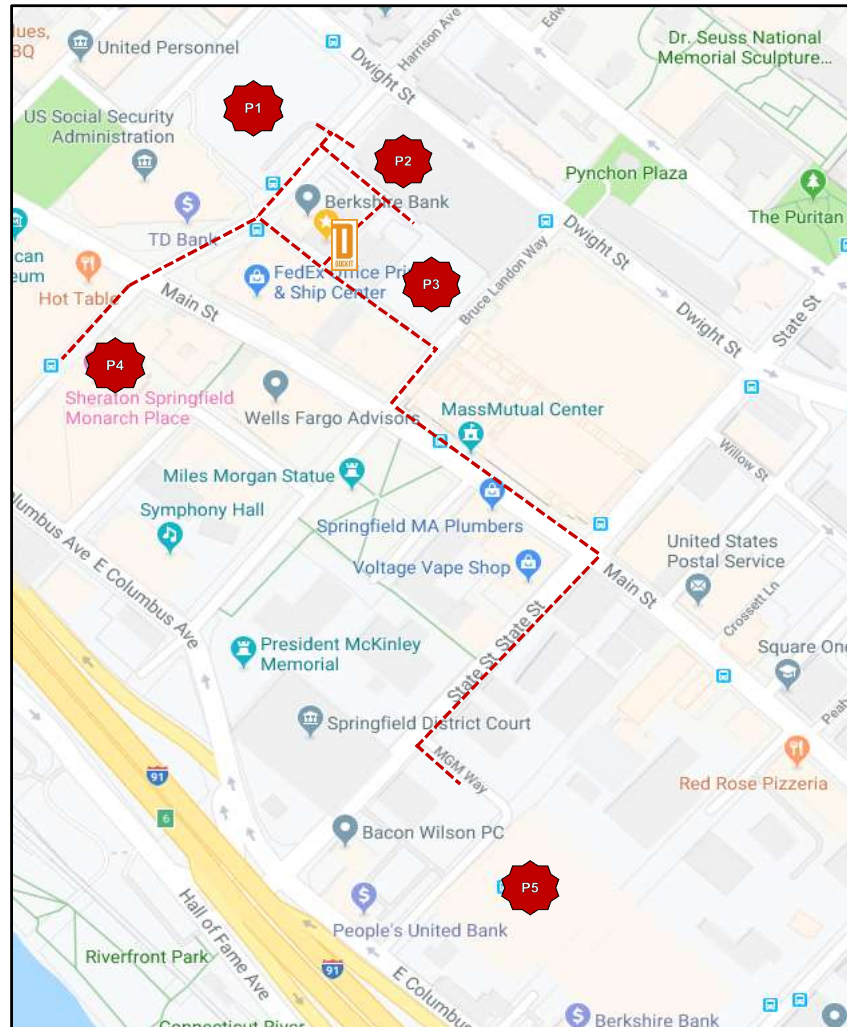 ues,
BQ
United Personnel
Harrison Ave
Edw
Dr. Seuss National
Memorial Sculpture...
Dwight St
P1
US Social Security
Administration
P2
Pynchon Plaza
Berkshire Bank
The Puritan
TD Bank
D
DOCKIT
can
eum
Hot Table
FedEx Office Pri
& Ship Center
P3
Bruce Landon Way
Dwight St
State St
Main St
Dwight St
P4
Sheraton Springfield
Monarch Place
Wells Fargo Advisors
MassMutual Center
Willow St
Miles Morgan Statue
Symphony Hall
Springfield MA Plumbers
Columbus Ave
E Columbus Ave
Voltage Vape Shop
United States
Postal Service
Main St
Crossett Ln
President McKinley
Memorial
State St
State St
Square One
Peab
Springfield District Court
MGM Way
91
Red Rose Pizzeria
6
Bacon Wilson PC
P5
Hall of Fame Ave
People's United Bank
Riverfront Park
91
E Columbus
Connecticut River
Berkshire Bank